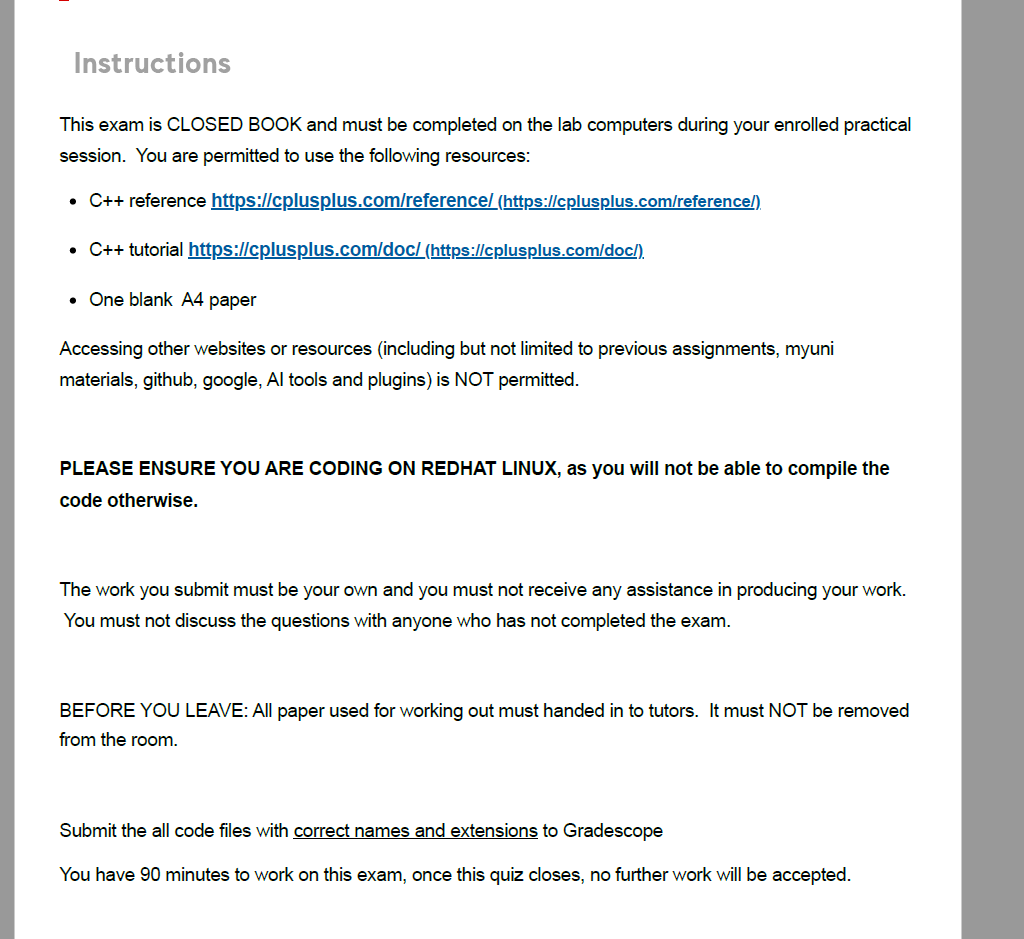 Instructions
This exam is CLOSED BOOK and must be completed on the lab computers during your enrolled practical
session.  You are permitted to use the following resources:
• C++ reference https://cplusplus.com/reference/ (https://cplusplus.com/reference/)
• C++ tutorial https://cplusplus.com/doc/ (https://cplusplus.com/doc/)
• One blank  A4 paper
Accessing other websites or resources (including but not limited to previous assignments, myuni
materials, github, google, AI tools and plugins) is NOT permitted.
PLEASE ENSURE YOU ARE CODING ON REDHAT LINUX, as you will not be able to compile the
code otherwise.
The work you submit must be your own and you must not receive any assistance in producing your work.
You must not discuss the questions with anyone who has not completed the exam.
BEFORE YOU LEAVE: All paper used for working out must handed in to tutors.  It must NOT be removed
from the room.
Submit the all code files with correct names and extensions to Gradescope
You have 90 minutes to work on this exam, once this quiz closes, no further work will be accepted.